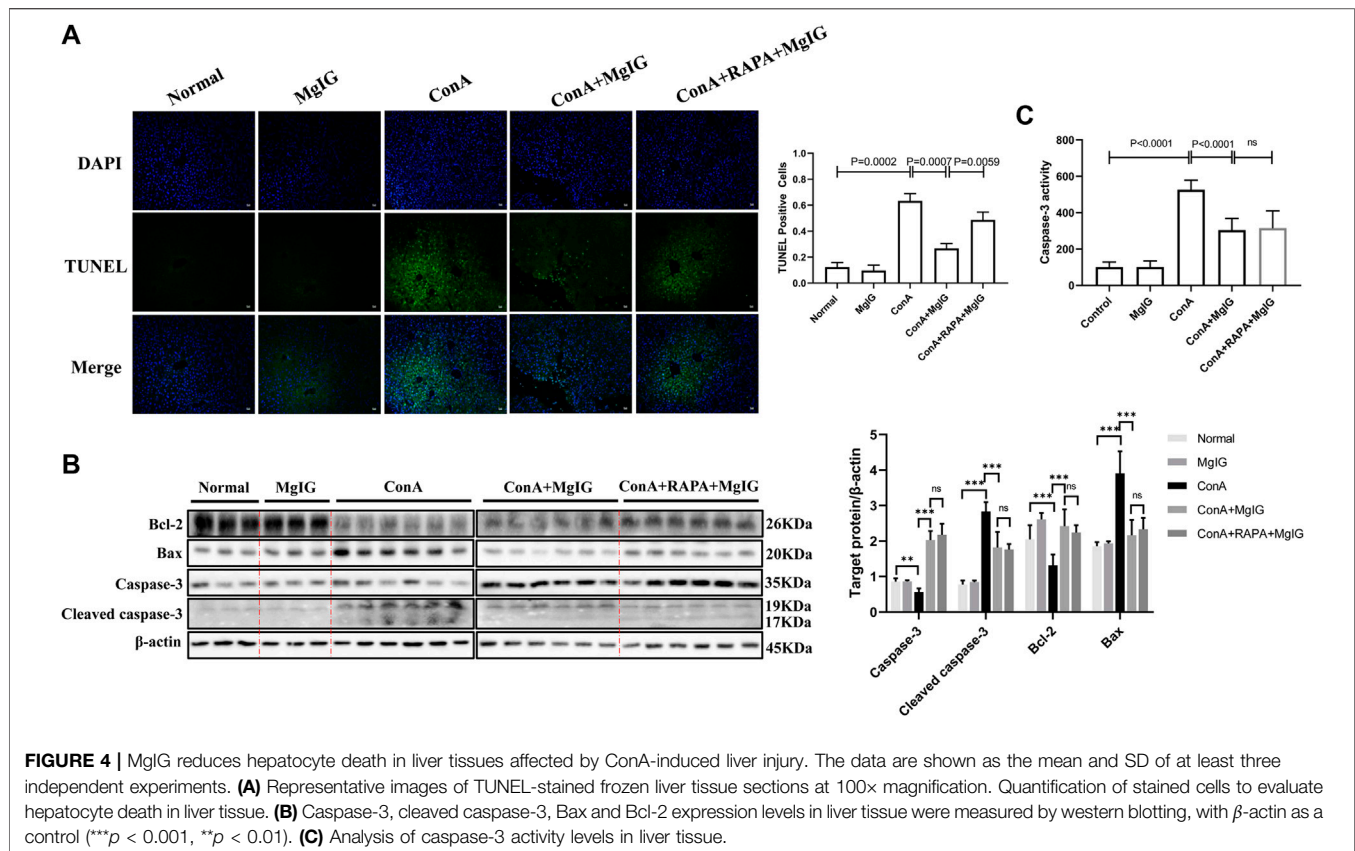 A
Normal
MgIG
ConA
ConA+MgIG
ConA+RAPA+MgIG
DAPI
TUNEL
Merge
TUNEL Positive Cells
1.0
0.8
0.6
0.4
0.2
0.0
P=0.0002
P=0.0007
P=0.0059
Normal
MgIG
ConA
ConA+MgIG
ConA+RAPA+MgIG
C
Caspase-3 activity
800
600
400
200
0
P<0.0001
P<0.0001
ns
Control
MgIG
ConA
ConA+MgIG
ConA+RAPA+MgIG
B
Normal
MgIG
ConA
ConA+MgIG
ConA+RAPA+MgIG
Bcl-2
26KDa
Bax
20KDa
Caspase-3
35KDa
Cleaved caspase-3
19KDa
17KDa
β-actin
45KDa
Target protein/β-actin
5
4
3
2
1
0
**
***
ns
***
***
ns
***
***
ns
***
***
ns
Caspase-3
Cleaved caspase-3
Bcl-2
Bax
Normal
MgIG
ConA
ConA+MgIG
ConA+RAPA+MgIG
FIGURE 4 | MgIG reduces hepatocyte death in liver tissues affected by ConA-induced liver injury. The data are shown as the mean and SD of at least three
independent experiments. (A) Representative images of TUNEL-stained frozen liver tissue sections at 100× magnification. Quantification of stained cells to evaluate
hepatocyte death in liver tissue. (B) Caspase-3, cleaved caspase-3, Bax and Bcl-2 expression levels in liver tissue were measured by western blotting, with β-actin as a
control (***p < 0.001, **p < 0.01). (C) Analysis of caspase-3 activity levels in liver tissue.